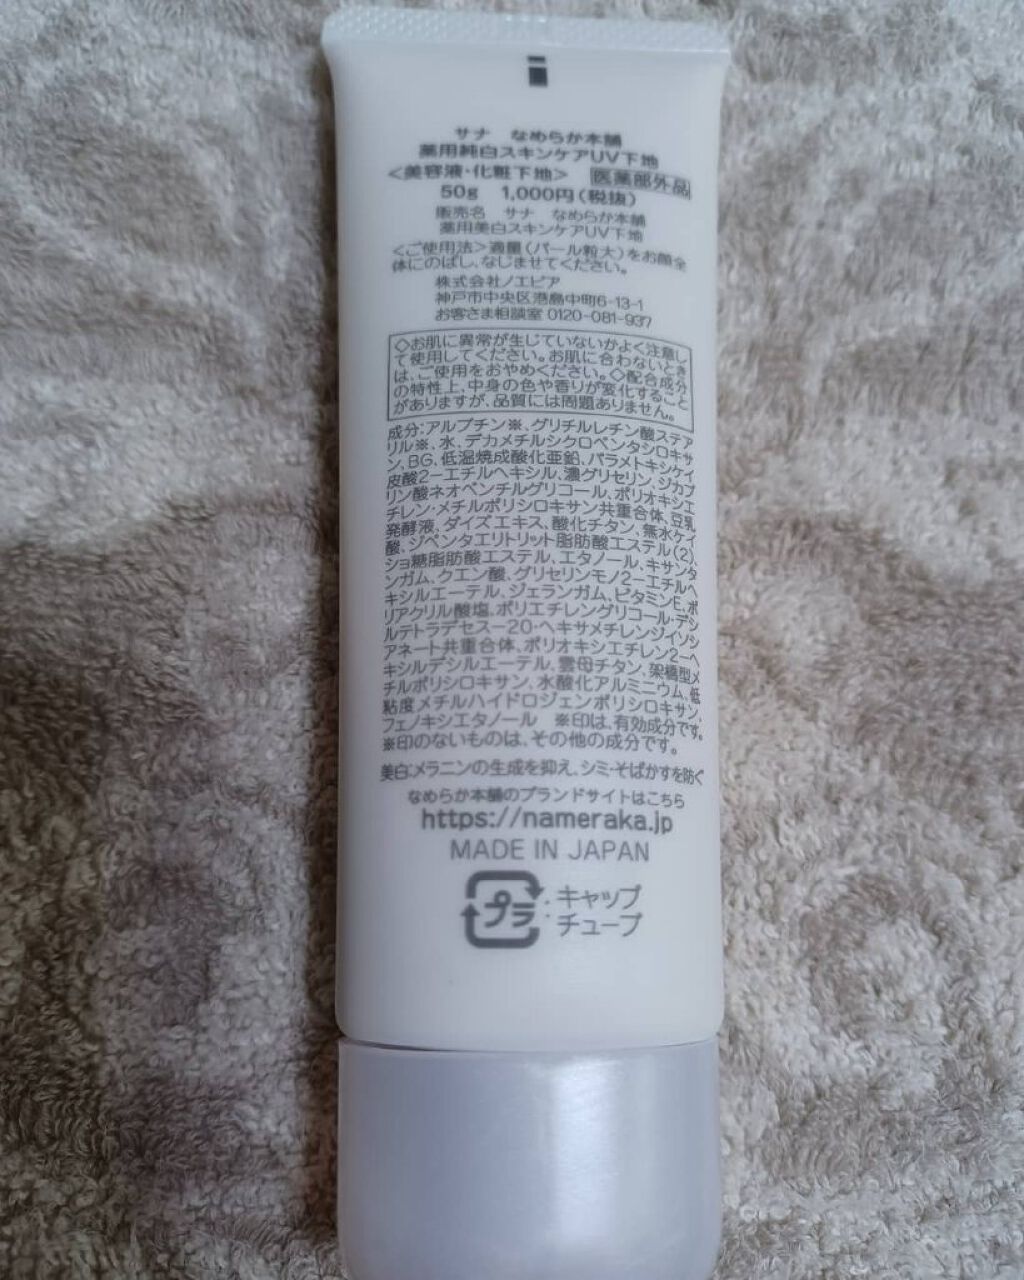 サナ なめらか本舗
薬用純白スキンケアUV下地
<美容液・化粧下地> 医薬部外品
50g 1,000円(税抜)
販売名 サナ なめらか本舗
薬用美白スキンケアUV下地
<ご使用法>適量(パール粒大)をお顔全
体にのばし、なじませてください。
株式会社ノエビア
神戸市中央区港島中町6-13-1
お客さま相談室 0120-081-937
◇お肌に異常が生じていないかよく注意し
て使用してください。お肌に合わないとき
は、ご使用をおやめください。◇配合成分
の特性上、中身の色や香りが変化すること
がありますが、品質には問題ありません。
成分:アルブチン※、グリチルレチン酸ステア
リル※、水、デカメチルシクロペンタシロキサ
ン、BG、低温焼成酸化亜鉛、パラメトキシケイ
皮酸2-エチルヘキシル、濃グリセリン、ジカプ
リン酸ネオペンチルグリコール、ポリオキシエ
チレン・メチルポリシロキサン共重合体、豆乳
発酵液、ダイズエキス、酸化チタン、無水ケイ
酸、ジペンタエリトリット脂肪酸エステル(2)、
ショ糖脂肪酸エステル、エタノール、キサンタ
ンガム、クエン酸、グリセリンモノ2-エチルヘ
キシルエーテル、ジェランガム、ビタミンE、ポ
リアクリル酸塩、ポリエチレングリコール・デシ
ルテトラデセス-20・ヘキサメチレンジイソシ
アネート共重合体、ポリオキシエチレン2-ヘ
キシルデシルエーテル、雲母チタン、架橋型メ
チルポリシロキサン、水酸化アルミニウム、低
粘度メチルハイドロジェンポリシロキサン、
フェノキシエタノール ※印は、有効成分です。
※印のないものは、その他の成分です。
美白:メラニンの生成を抑え、シミ・そばかすを防ぐ
なめらか本舗のブランドサイトはこちら
https://nameraka.jp
MADE IN JAPAN
プラ : キャップ
チューブ